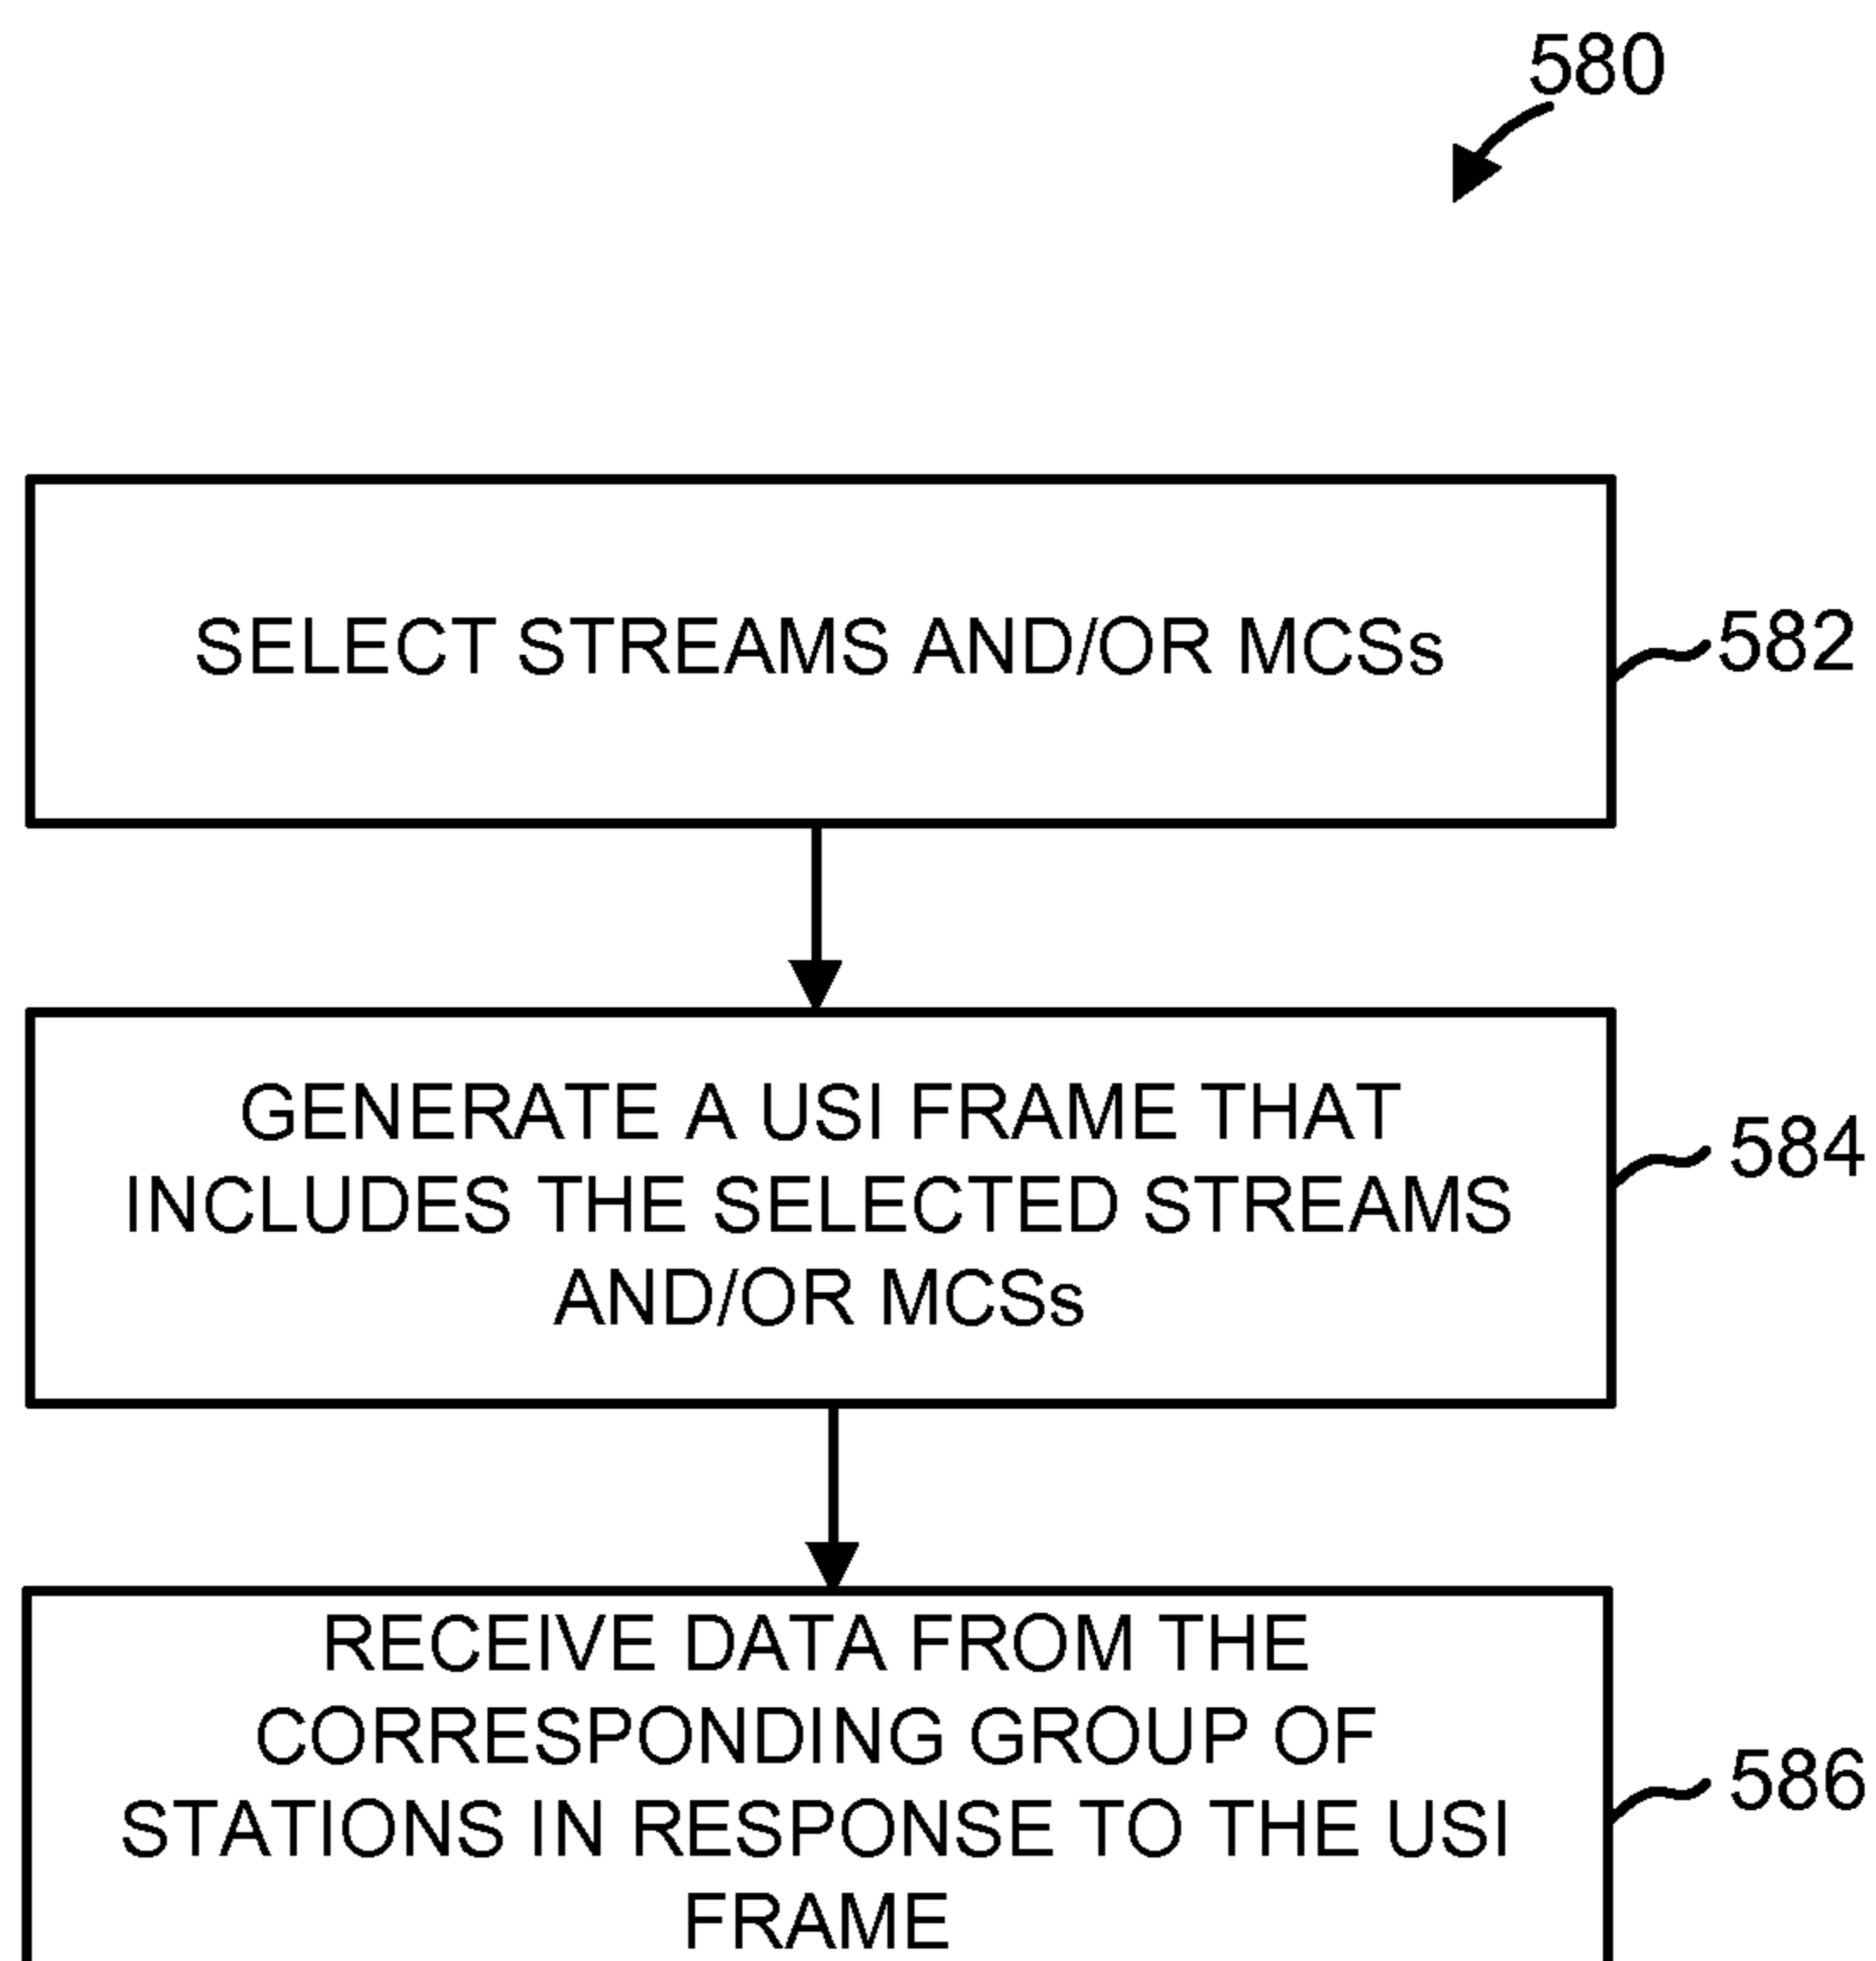 580
SELECT STREAMS AND/OR MCSs
582
GENERATE A USI FRAME THAT
INCLUDES THE SELECTED STREAMS
AND/OR MCSs
584
RECEIVE DATA FROM THE
CORRESPONDING GROUP OF
STATIONS IN RESPONSE TO THE USI
FRAME
586